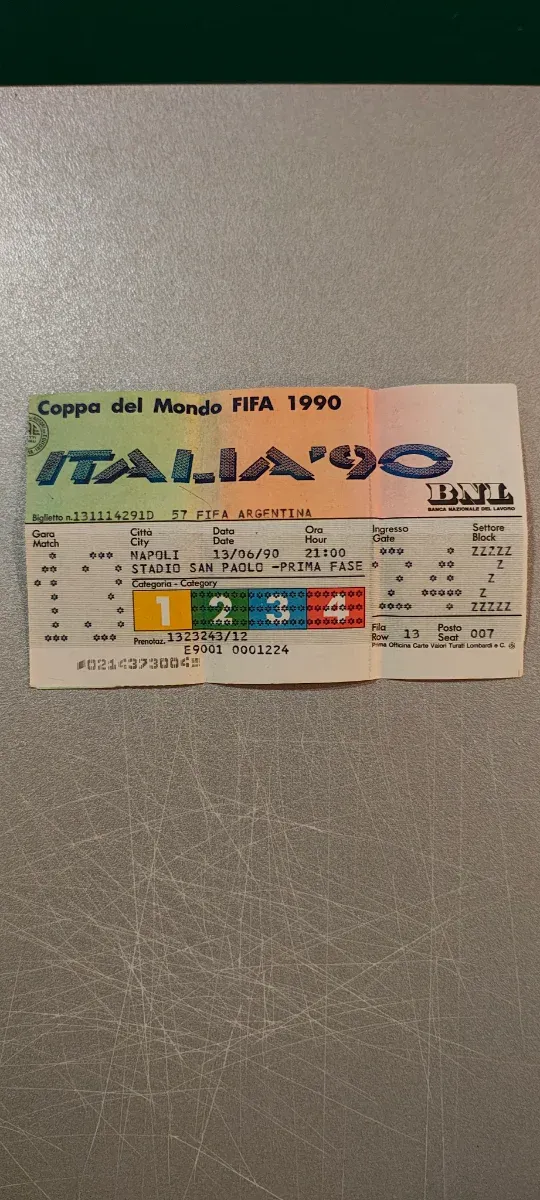 Coppa del Mondo FIFA 1990
ITALIA'90
BNL
BANCA NAZIONALE DEL LAVORO
Biglietto n.131114291D 57 FIFA ARGENTINA
Gara
Match
Città
City
NAPOLI
Data
Date
13/06/90
Ora
Hour
21:00
STADIO SAN PAOLO -PRIMA FASE
Ingresso
Gate
Settore
Block
ZZZZZ
Z
Z
Z
ZZZZZ
Categoria - Category
1 2 3 4
Prenotaz. 1323243/12
E9001 0001224
Fila
Row 13
Posto
Seat 007
Prima Officina Carte Valori Turati Lombardi e C.